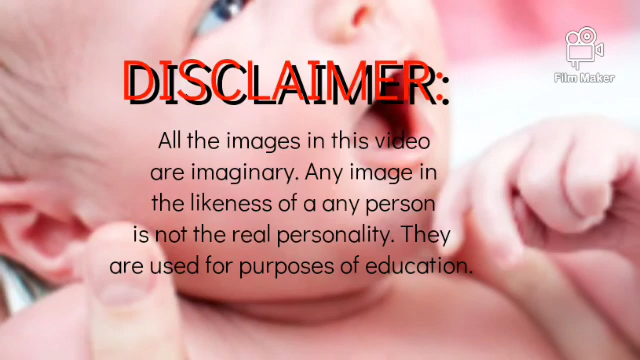 DISCLAIMER:
Film Maker
All the images in this video
are imaginary. Any image in
the likeness of a any person
is not the real personality. They
are used for purposes of education.